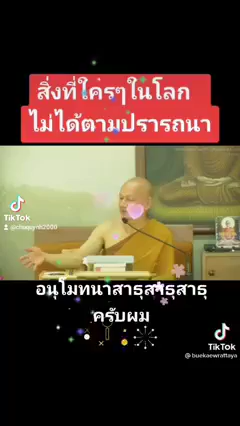 สิ่งที่ใครๆในโลก
ไม่ได้ตามปรารถนา
TikTok
อนุโมทนาสาธุสาธุสาธุ
ครับผม
TikTok
@buekaewrattaya